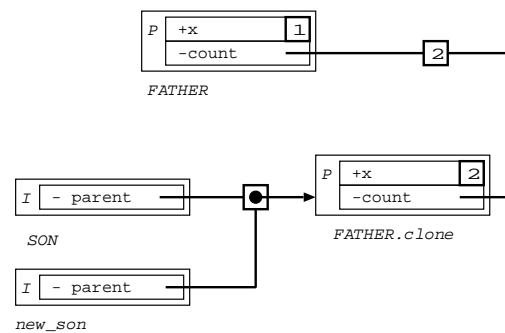 P +x 1
-count 2
FATHER
P +x 2
I - parent -count
SON FATHER.clone
I - parent
new_son